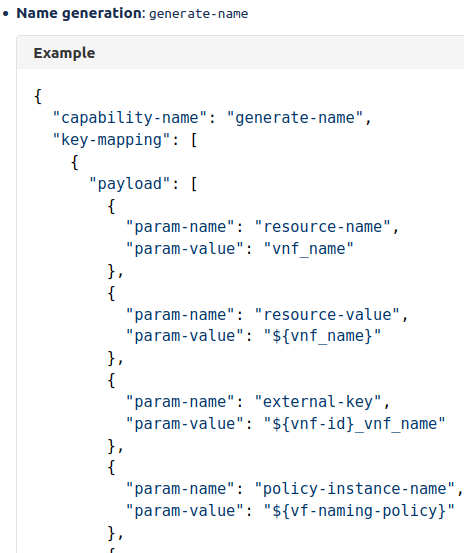 • Name generation: generate-name
Example
{
  "capability-name": "generate-name",
  "key-mapping": [
    {
      "payload": [
        {
          "param-name": "resource-name",
          "param-value": "vnf_name"
        },
        {
          "param-name": "resource-value",
          "param-value": "${vnf_name}"
        },
        {
          "param-name": "external-key",
          "param-value": "${vnf-id}_vnf_name"
        },
        {
          "param-name": "policy-instance-name",
          "param-value": "${vf-naming-policy}"
        },
        {